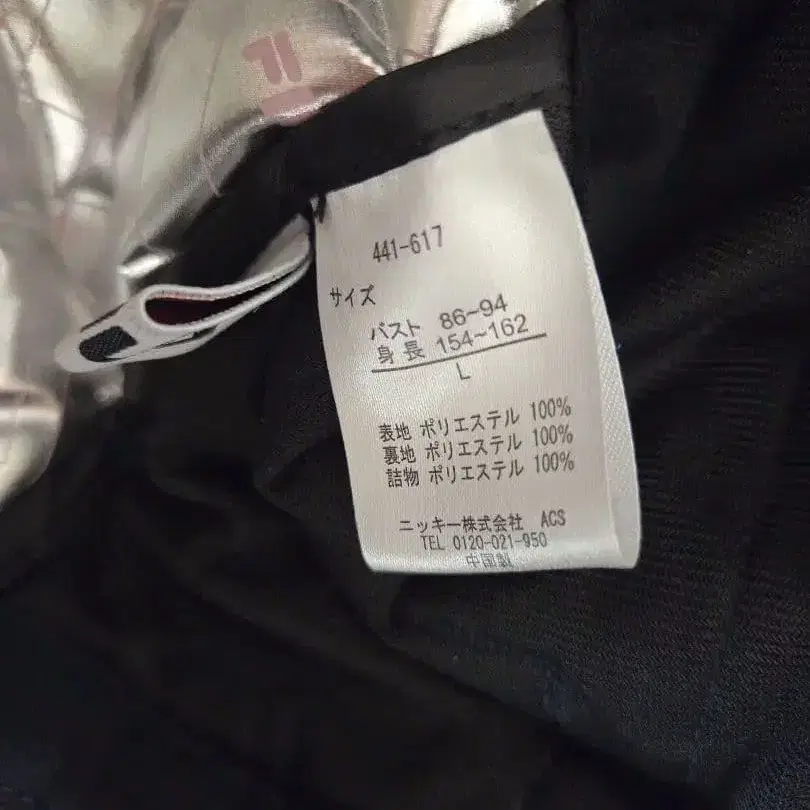 441-617
サイズ
バスト 86~94
身長 154~162
L
表地 ポリエステル 100%
裏地 ポリエステル 100%
詰物 ポリエステル 100%
ニッキー株式会社 ACS
TEL 0120-021-950
中国製